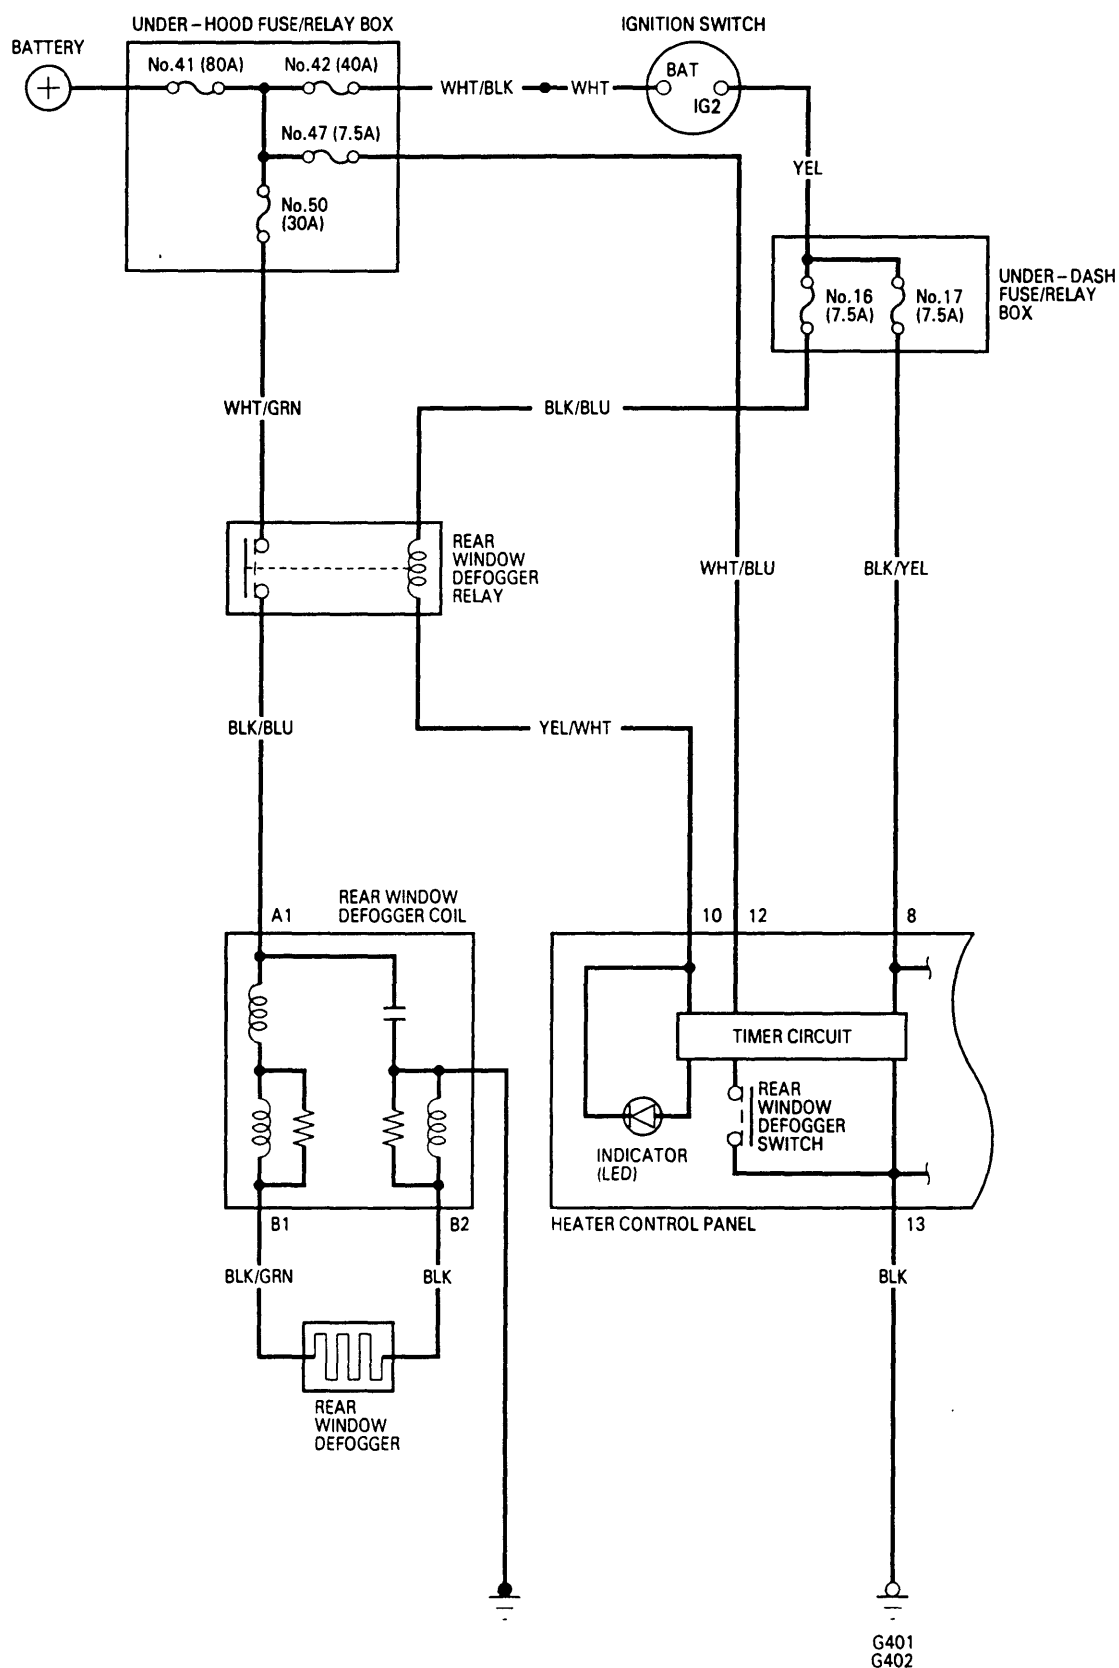 UNDER-HOOD FUSE/RELAY BOX
IGNITION SWITCH
BATTERY
No.41 (80A)
No.42 (40A)
WHT/BLK
WHT
BAT
IG2
No.47 (7.5A)
YEL
No.50
(30A)
No.16
(7.5A)
No.17
(7.5A)
UNDER-DASH
FUSE/RELAY
BOX
WHT/GRN
BLK/BLU
REAR
WINDOW
DEFOGGER
RELAY
WHT/BLU
BLK/YEL
BLK/BLU
YEL/WHT
A1
REAR WINDOW
DEFOGGER COIL
10
12
8
TIMER CIRCUIT
REAR
WINDOW
DEFOGGER
SWITCH
INDICATOR
(LED)
B1
B2
HEATER CONTROL PANEL
13
BLK/GRN
BLK
BLK
REAR
WINDOW
DEFOGGER
G401
G402